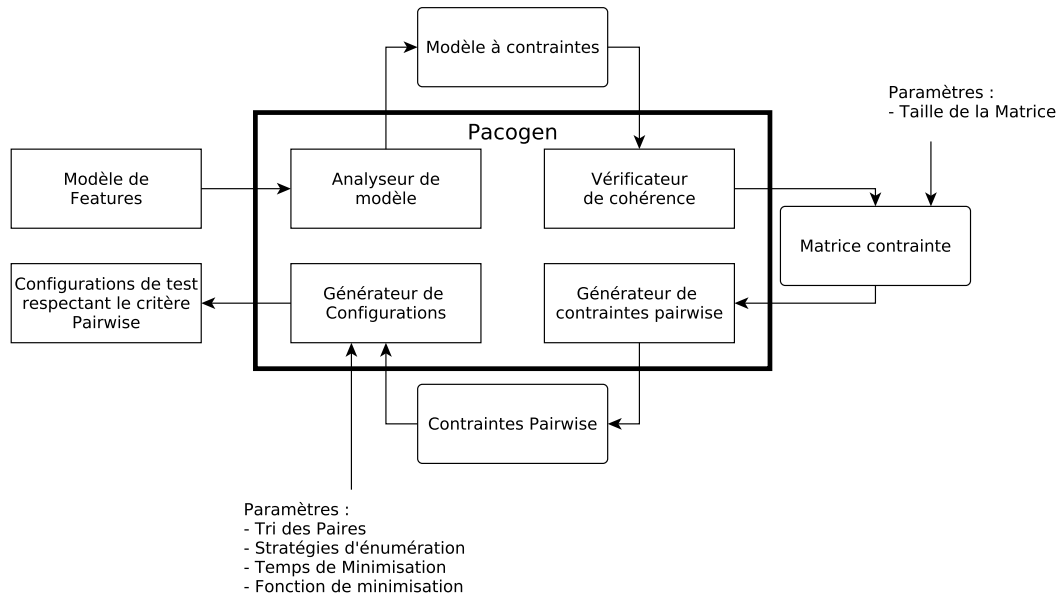 Modèle à contraintes
Paramètres :
- Taille de la Matrice
Pacogen
Modèle de
Features
Analyseur de
modèle
Vérificateur
de cohérence
Matrice contrainte
Configurations de test
respectant le critère
Pairwise
Générateur de
Configurations
Générateur de
contraintes pairwise
Contraintes Pairwise
Paramètres :
- Tri des Paires
- Stratégies d'énumération
- Temps de Minimisation
- Fonction de minimisation